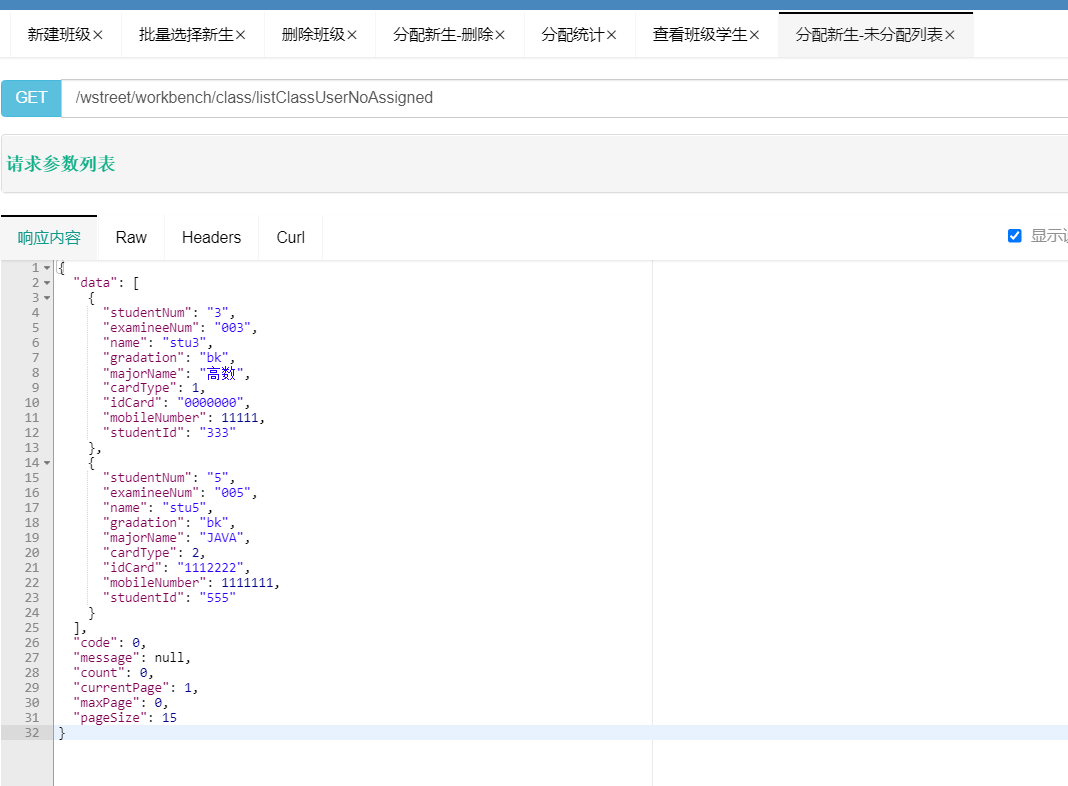 新建班级× 批量选择新生× 删除班级× 分配新生-删除× 分配统计× 查看班级学生× 分配新生-未分配列表×
GET /wstreet/workbench/class/listClassUserNoAssigned
请求参数列表
响应内容 Raw Headers Curl 显示
1 {
2 "data": [
3 {
4 "studentNum": "3",
5 "examineeNum": "003",
6 "name": "stu3",
7 "gradation": "bk",
8 "majorName": "高数",
9 "cardType": 1,
10 "idCard": "0000000",
11 "mobileNumber": 11111,
12 "studentId": "333"
13 },
14 {
15 "studentNum": "5",
16 "examineeNum": "005",
17 "name": "stu5",
18 "gradation": "bk",
19 "majorName": "JAVA",
20 "cardType": 2,
21 "idCard": "1112222",
22 "mobileNumber": 1111111,
23 "studentId": "555"
24 }
25 ],
26 "code": 0,
27 "message": null,
28 "count": 0,
29 "currentPage": 1,
30 "maxPage": 0,
31 "pageSize": 15
32 }